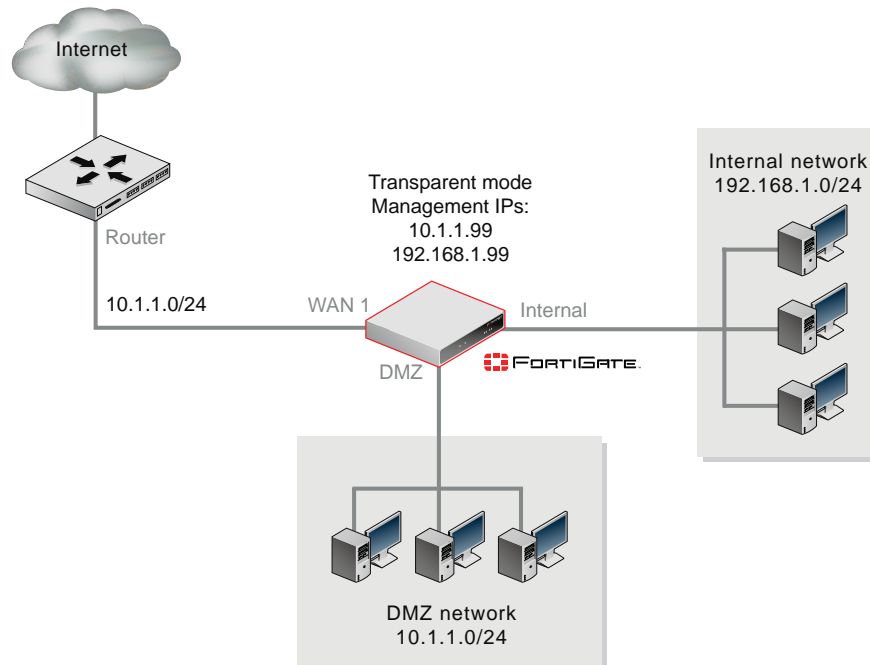 Internet
Router
10.1.1.0/24
Transparent mode
Management IPs:
10.1.1.99
192.168.1.99
WAN 1
Internal
DMZ
FORTIGATE.
Internal network
192.168.1.0/24
DMZ network
10.1.1.0/24